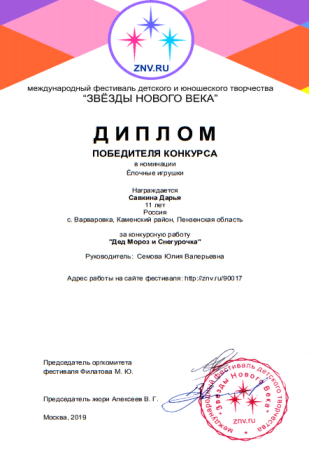 ZNV.RU
международный фестиваль детского и юношеского творчества
“ЗВЁЗДЫ НОВОГО ВЕКА”
ДИПЛОМ
ПОБЕДИТЕЛЯ КОНКУРСА
в номинации
Ёлочные игрушки
Награждается
Савкина Дарья
11 лет
Россия
с. Варваровка, Каменский район, Пензенская область
за конкурсную работу
"Дед Мороз и Снегурочка"
Руководитель: Семова Юлия Валерьевна
Адрес работы на сайте фестиваля: http://znv.ru/90017
Председатель оргкомитета
фестиваля Филатова М. Ю.
Председатель жюри Алексеев В. Г.
Москва, 2019
международный фестиваль детского творчества
Звезды Нового Века
znv.ru